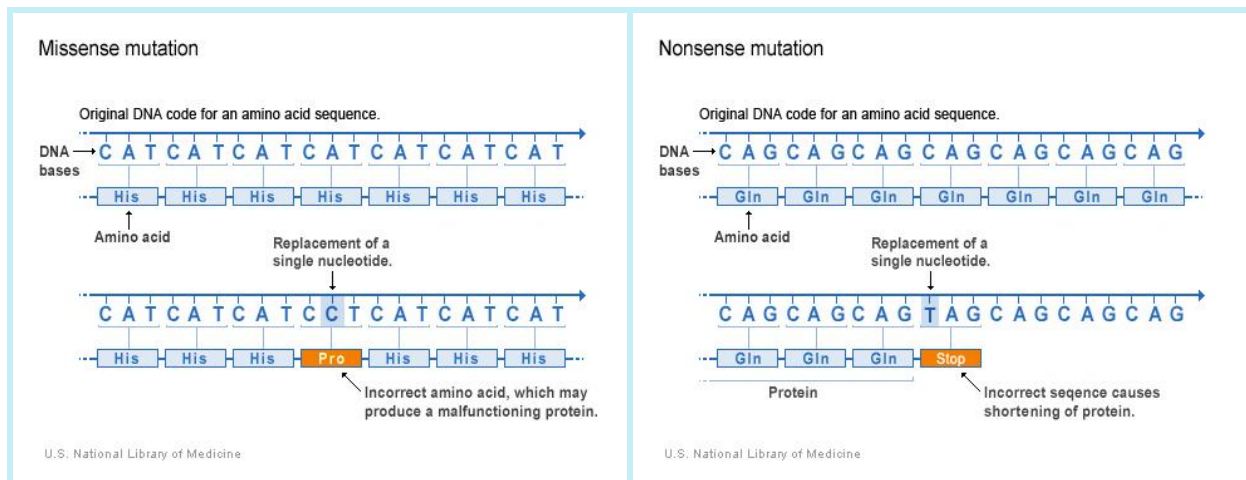 Missense mutation
Original DNA code for an amino acid sequence.
DNA bases
C A T C A T C A T C A T C A T C A T C A T
His His His His His His His
Amino acid
Replacement of a
single nucleotide.
C A T C A T C A T C C T C A T C A T C A T
His His His Pro His His His
Incorrect amino acid, which may
produce a malfunctioning protein.
U.S. National Library of Medicine
Nonsense mutation
Original DNA code for an amino acid sequence.
DNA bases
C A G C A G C A G C A G C A G C A G C A G
Gln Gln Gln Gln Gln Gln Gln
Amino acid
Replacement of a
single nucleotide.
C A G C A G C A G T A G C A G C A G C A G
Gln Gln Gln Stop
Protein
Incorrect seqence causes
shortening of protein.
U.S. National Library of Medicine